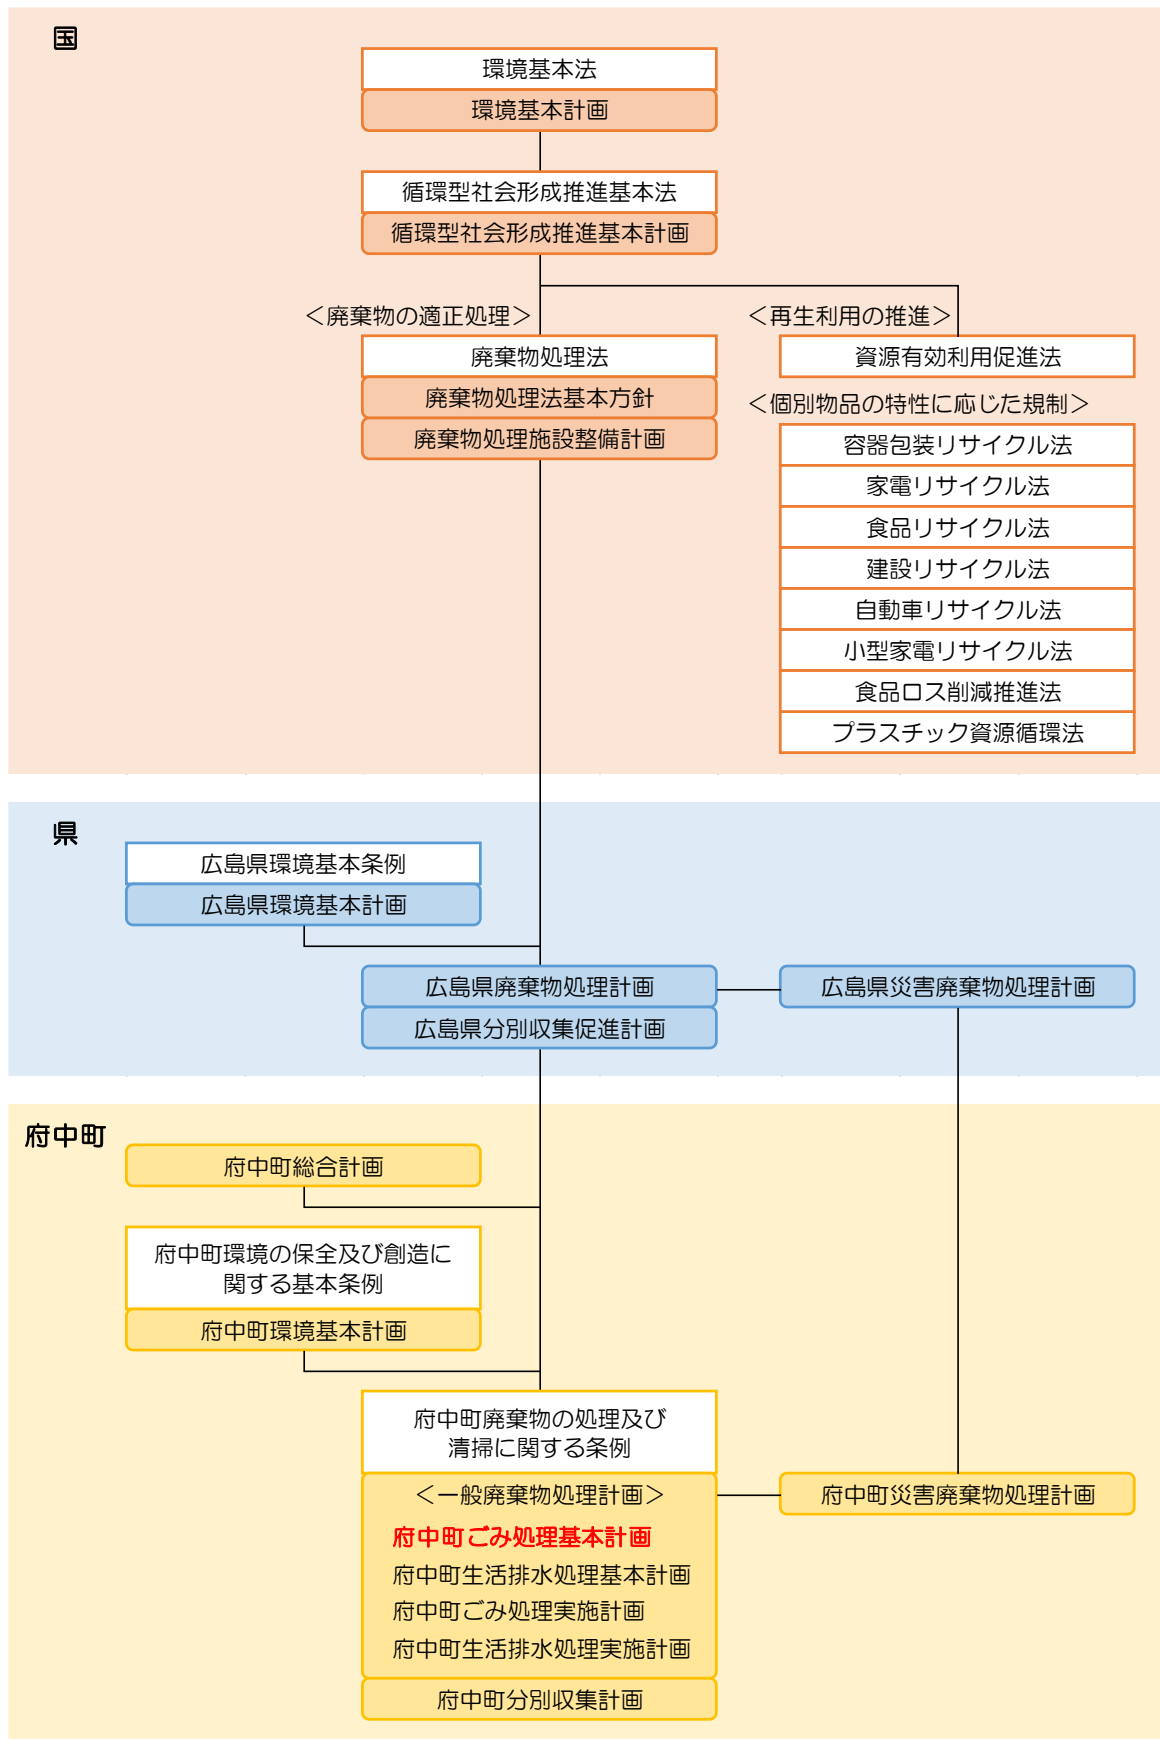 国
環境基本法
環境基本計画
循環型社会形成推進基本法
循環型社会形成推進基本計画
＜廃棄物の適正処理＞
廃棄物処理法
廃棄物処理法基本方針
廃棄物処理施設整備計画
＜再生利用の推進＞
資源有効利用促進法
＜個別物品の特性に応じた規制＞
容器包装リサイクル法
家電リサイクル法
食品リサイクル法
建設リサイクル法
自動車リサイクル法
小型家電リサイクル法
食品ロス削減推進法
プラスチック資源循環法
県
広島県環境基本条例
広島県環境基本計画
広島県廃棄物処理計画
広島県分別収集促進計画
広島県災害廃棄物処理計画
府中町
府中町総合計画
府中町環境の保全及び創造に
関する基本条例
府中町環境基本計画
府中町廃棄物の処理及び
清掃に関する条例
＜一般廃棄物処理計画＞
府中町ごみ処理基本計画
府中町生活排水処理基本計画
府中町ごみ処理実施計画
府中町生活排水処理実施計画
府中町分別収集計画
府中町災害廃棄物処理計画